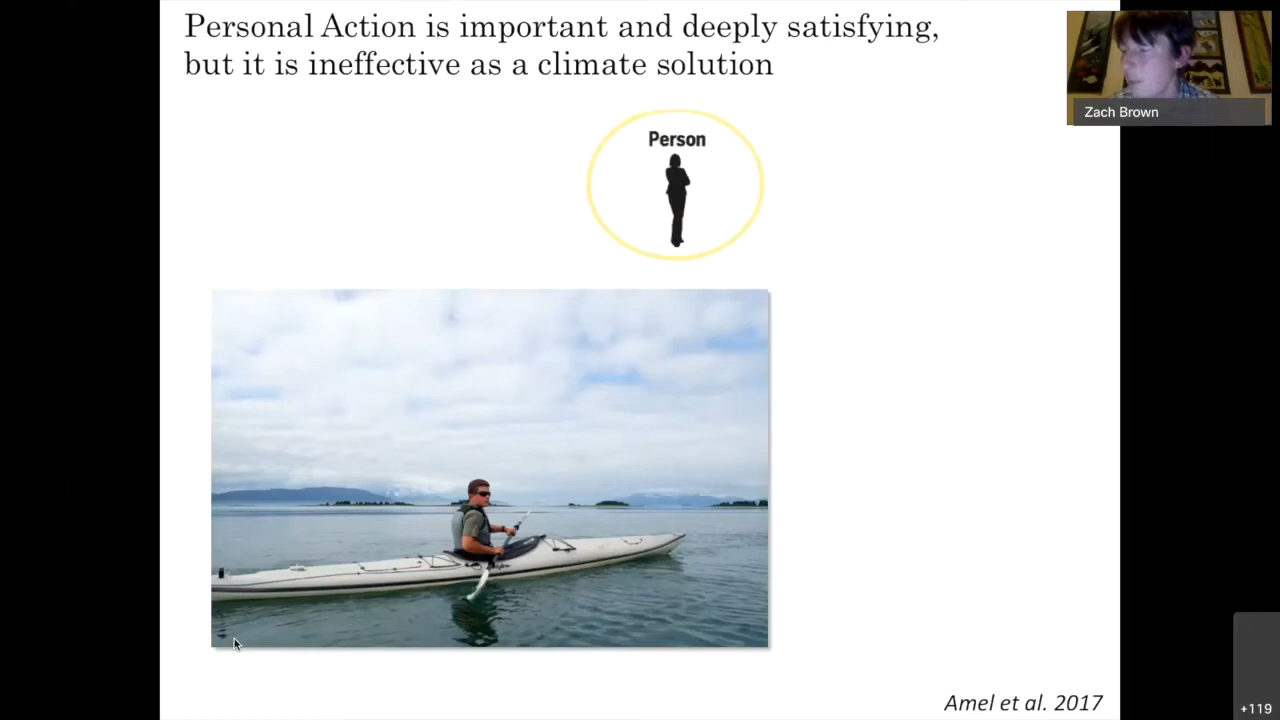 Personal Action is important and deeply satisfying,
but it is ineffective as a climate solution
Zach Brown
Person
Amel et al. 2017
+119